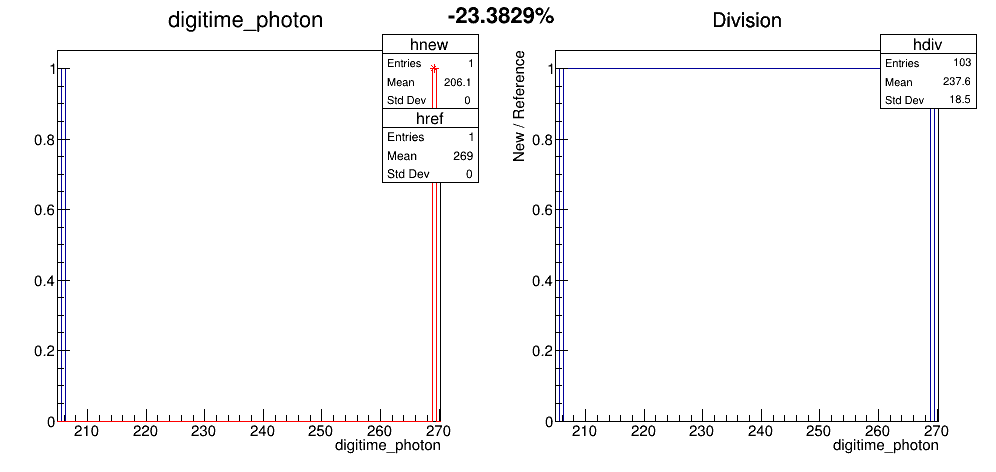 digitime_photon
-23.3829%
Division
hnew
Entries 1
Mean 206.1
Std Dev 0
href
Entries 1
Mean 269
Std Dev 0
1
0.8
0.6
0.4
0.2
0
210 220 230 240 250 260 270
digitime_photon
hdiv
Entries 103
Mean 237.6
Std Dev 18.5
New / Reference
1
0.8
0.6
0.4
0.2
0
210 220 230 240 250 260 270
digitime_photon